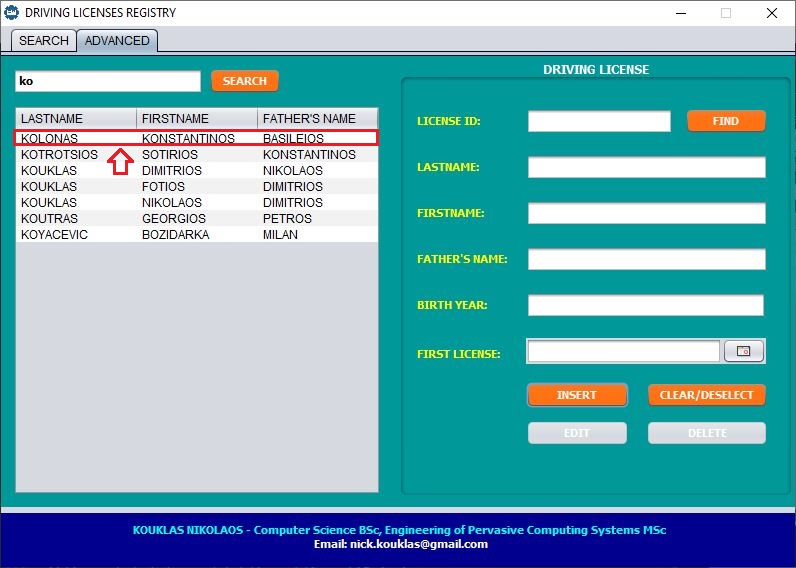 DRIVING LICENSES REGISTRY
SEARCH ADVANCED
ko SEARCH
LASTNAME FIRSTNAME FATHER'S NAME
KOLONAS KONSTANTINOS BASILEIOS
KOTROTSIOS SOTIRIOS KONSTANTINOS
KOUKLAS DIMITRIOS NIKOLAOS
KOUKLAS FOTIOS DIMITRIOS
KOUKLAS NIKOLAOS DIMITRIOS
KOUTRAS GEORGIOS PETROS
KOYACEVIC BOZIDARKA MILAN
DRIVING LICENSE
LICENSE ID: FIND
LASTNAME:
FIRSTNAME:
FATHER'S NAME:
BIRTH YEAR:
FIRST LICENSE:
INSERT CLEAR/DESELECT
EDIT DELETE
KOUKLAS NIKOLAOS - Computer Science BSc, Engineering of Pervasive Computing Systems MSc
Email: nick.kouklas@gmail.com